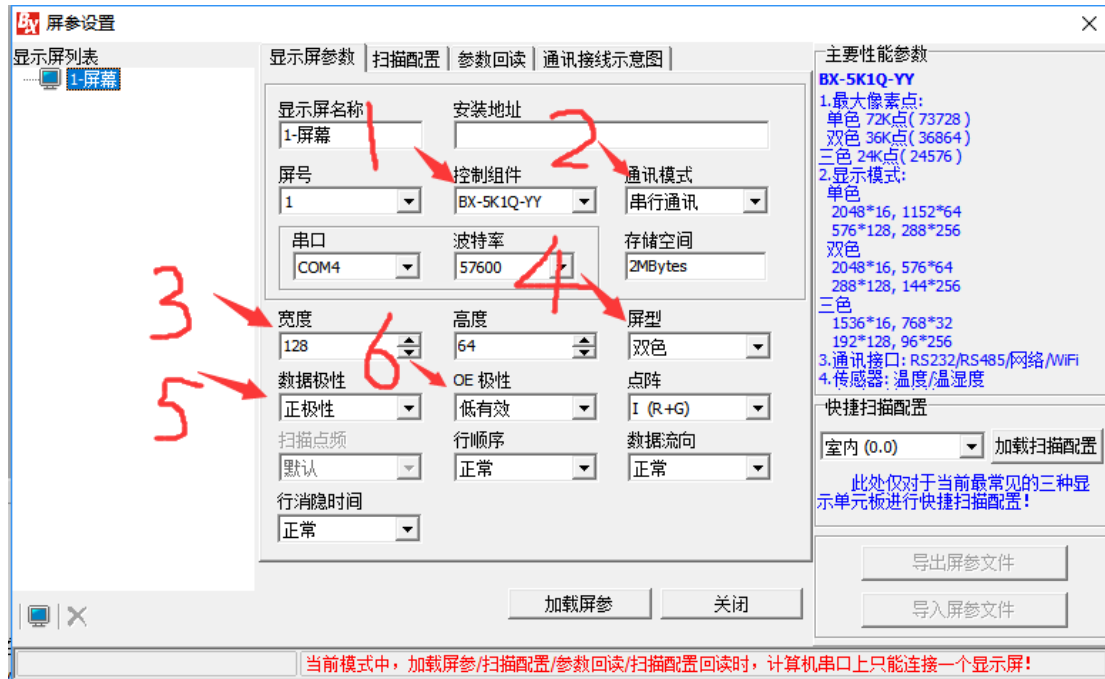 BX 屏参设置
显示屏列表
1-屏幕
显示屏参数 扫描配置 参数回读 通讯接线示意图
显示屏名称 安装地址
1-屏幕
1 2
屏号 控制组件 通讯模式
1 BX-5K1Q-YY 串行通讯
串口 波特率 存储空间
COM4 57600 2MBytes
3 4
宽度 高度 屏型
128 64 双色
5 6
数据极性 OE 极性 点阵
正极性 低有效 I (R+G)
扫描点频 行顺序 数据流向
默认 正常 正常
行消隐时间
正常
加载屏参 关闭
主要性能参数
BX-5K1Q-YY
1.最大像素点:
单色 72K点( 73728 )
双色 36K点( 36864 )
三色 24K点( 24576 )
2.显示模式:
单色
2048*16, 1152*64
576*128, 288*256
双色
2048*16, 576*64
288*128, 144*256
三色
1536*16, 768*32
192*128, 96*256
3.通讯接口: RS232/RS485/网络/WiFi
4.传感器: 温度/温湿度
快捷扫描配置
室内 (0.0) 加载扫描配置
此处仅对于当前最常见的三种显
示单元板进行快捷扫描配置!
导出屏参文件
导入屏参文件
当前模式中，加载屏参/扫描配置/参数回读/扫描配置回读时，计算机串口上只能连接一个显示屏!